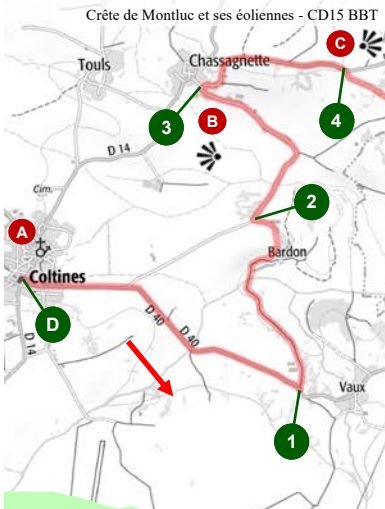 Crête de Montluc et ses éoliennes - CD15 BBT
C
Touls
Chassagnette
3
B
4
D 14
Cim.
2
A
Coltines
Bardon
D
D 40
D 40
D 14
Vaux
1